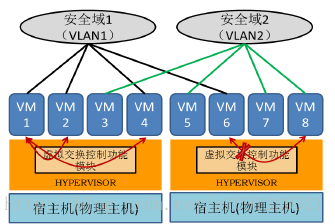 安全域1
（VLAN1）
安全域2
（VLAN2）
VM
1
VM
2
VM
3
VM
4
VM
5
VM
6
VM
7
VM
8
虚拟交换控制功能
模块
HYPERVISOR
宿主机(物理主机)
虚拟交换控制功能
模块
HYPERVISOR
宿主机(物理主机)